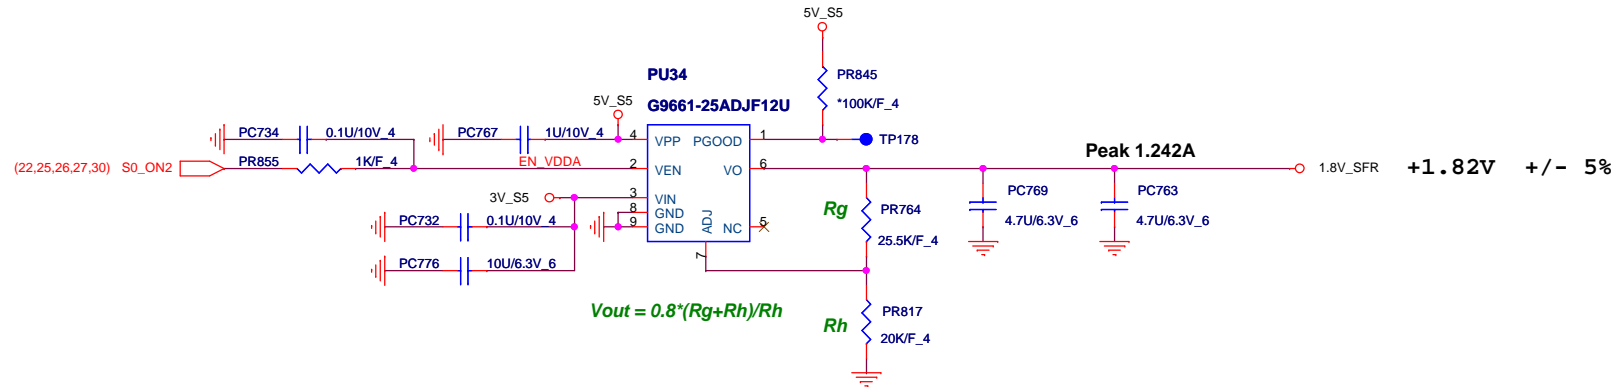 5V_S5
PU34
PR845
5V_S5
G9661-25ADJF12U
*100K/F_4
PC734
0.1U/10V_4
PC767
1U/10V_4
4
VPP
PGOOD
1
TP178
(22,25,26,27,30)
S0_ON2
PR855
1K/F_4
EN_VDDA
2
VEN
VO
6
Peak 1.242A
1.8V_SFR
+1.82V +/- 5%
3V_S5
3
VIN
8
GND
9
GND
ADJ
NC
5
7
PC732
0.1U/10V_4
PC776
10U/6.3V_6
Rg
PR764
25.5K/F_4
PC769
4.7U/6.3V_6
PC763
4.7U/6.3V_6
Vout = 0.8*(Rg+Rh)/Rh
Rh
PR817
20K/F_4